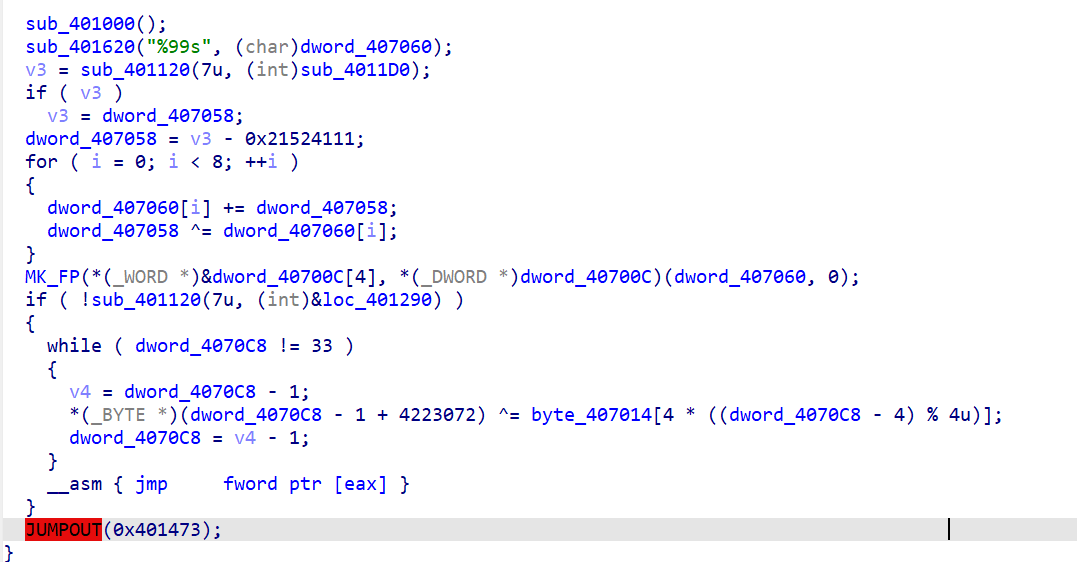 sub_401000();
sub_401620("%99s", (char)dword_407060);
v3 = sub_401120(7u, (int)sub_4011D0);
if ( v3 )
v3 = dword_407058;
dword_407058 = v3 - 0x21524111;
for ( i = 0; i < 8; ++i )
{
dword_407060[i] += dword_407058;
dword_407058 ^= dword_407060[i];
}
MK_FP(*(_WORD *)&dword_40700C[4], *(_DWORD *)dword_40700C)(dword_407060, 0);
if ( !sub_401120(7u, (int)&loc_401290) )
{
while ( dword_4070C8 != 33 )
{
v4 = dword_4070C8 - 1;
*(_BYTE *)(dword_4070C8 - 1 + 4223072) ^= byte_407014[4 * ((dword_4070C8 - 4) % 4u)];
dword_4070C8 = v4 - 1;
}
__asm { jmp     fword ptr [eax] }
}
JUMPOUT(0x401473);
}